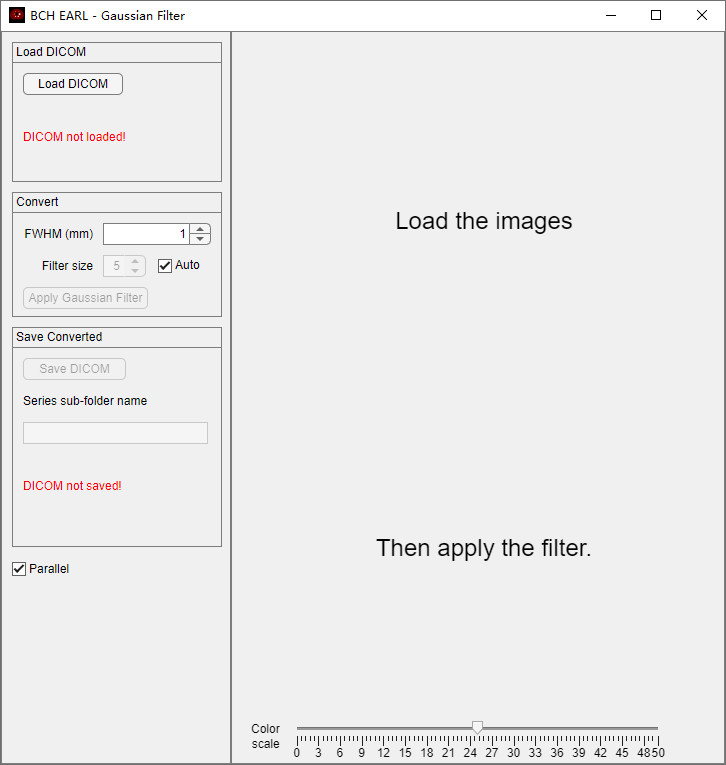 BCH EARL - Gaussian Filter
Load DICOM
Load DICOM
DICOM not loaded!
Convert
FWHM (mm) 1
Filter size 5 Auto
Apply Gaussian Filter
Save Converted
Save DICOM
Series sub-folder name
DICOM not saved!
Parallel
Load the images
Then apply the filter.
Color
scale
0 3 6 9 12 15 18 21 24 27 30 33 36 39 42 45 48 50